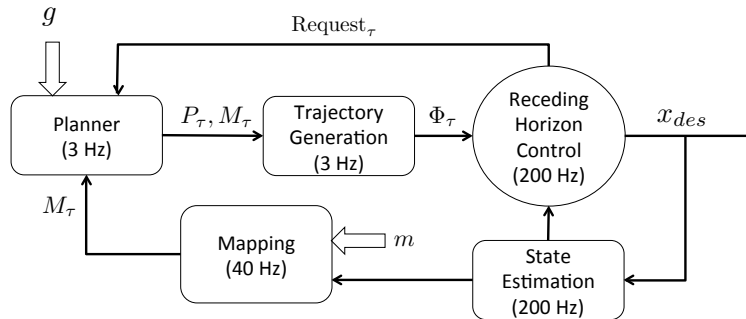 g
Request_τ
Planner
(3 Hz)
P_τ, M_τ
Trajectory
Generation
(3 Hz)
Φ_τ
Receding
Horizon
Control
(200 Hz)
x_des
M_τ
Mapping
(40 Hz)
m
State
Estimation
(200 Hz)